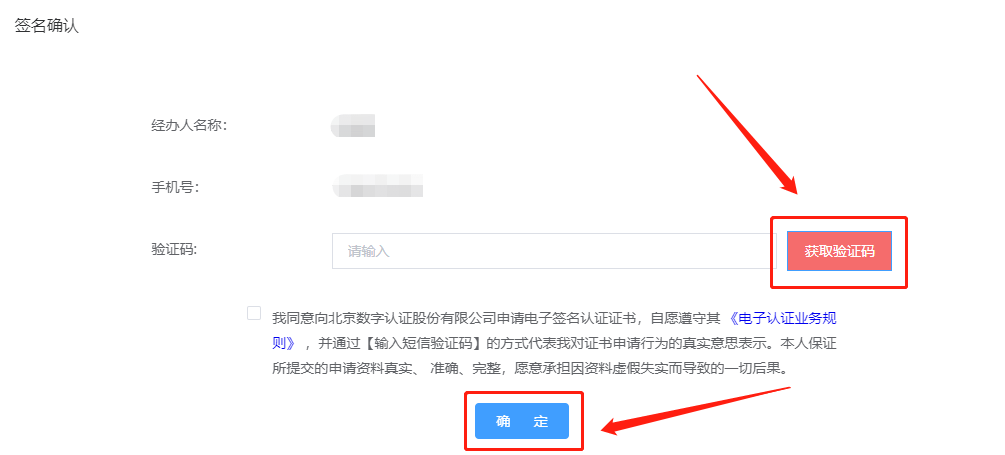 签名确认
经办人名称:
手机号:
验证码:
请输入
获取验证码
我同意向北京数字认证股份有限公司申请电子签名认证证书，自愿遵守其 《电子认证业务规
则》 ，并通过【输入短信验证码】的方式代表我对证书申请行为的真实意思表示。本人保证
所提交的申请资料真实、 准确、完整，愿意承担因资料虚假失实而导致的一切后果。
确 定